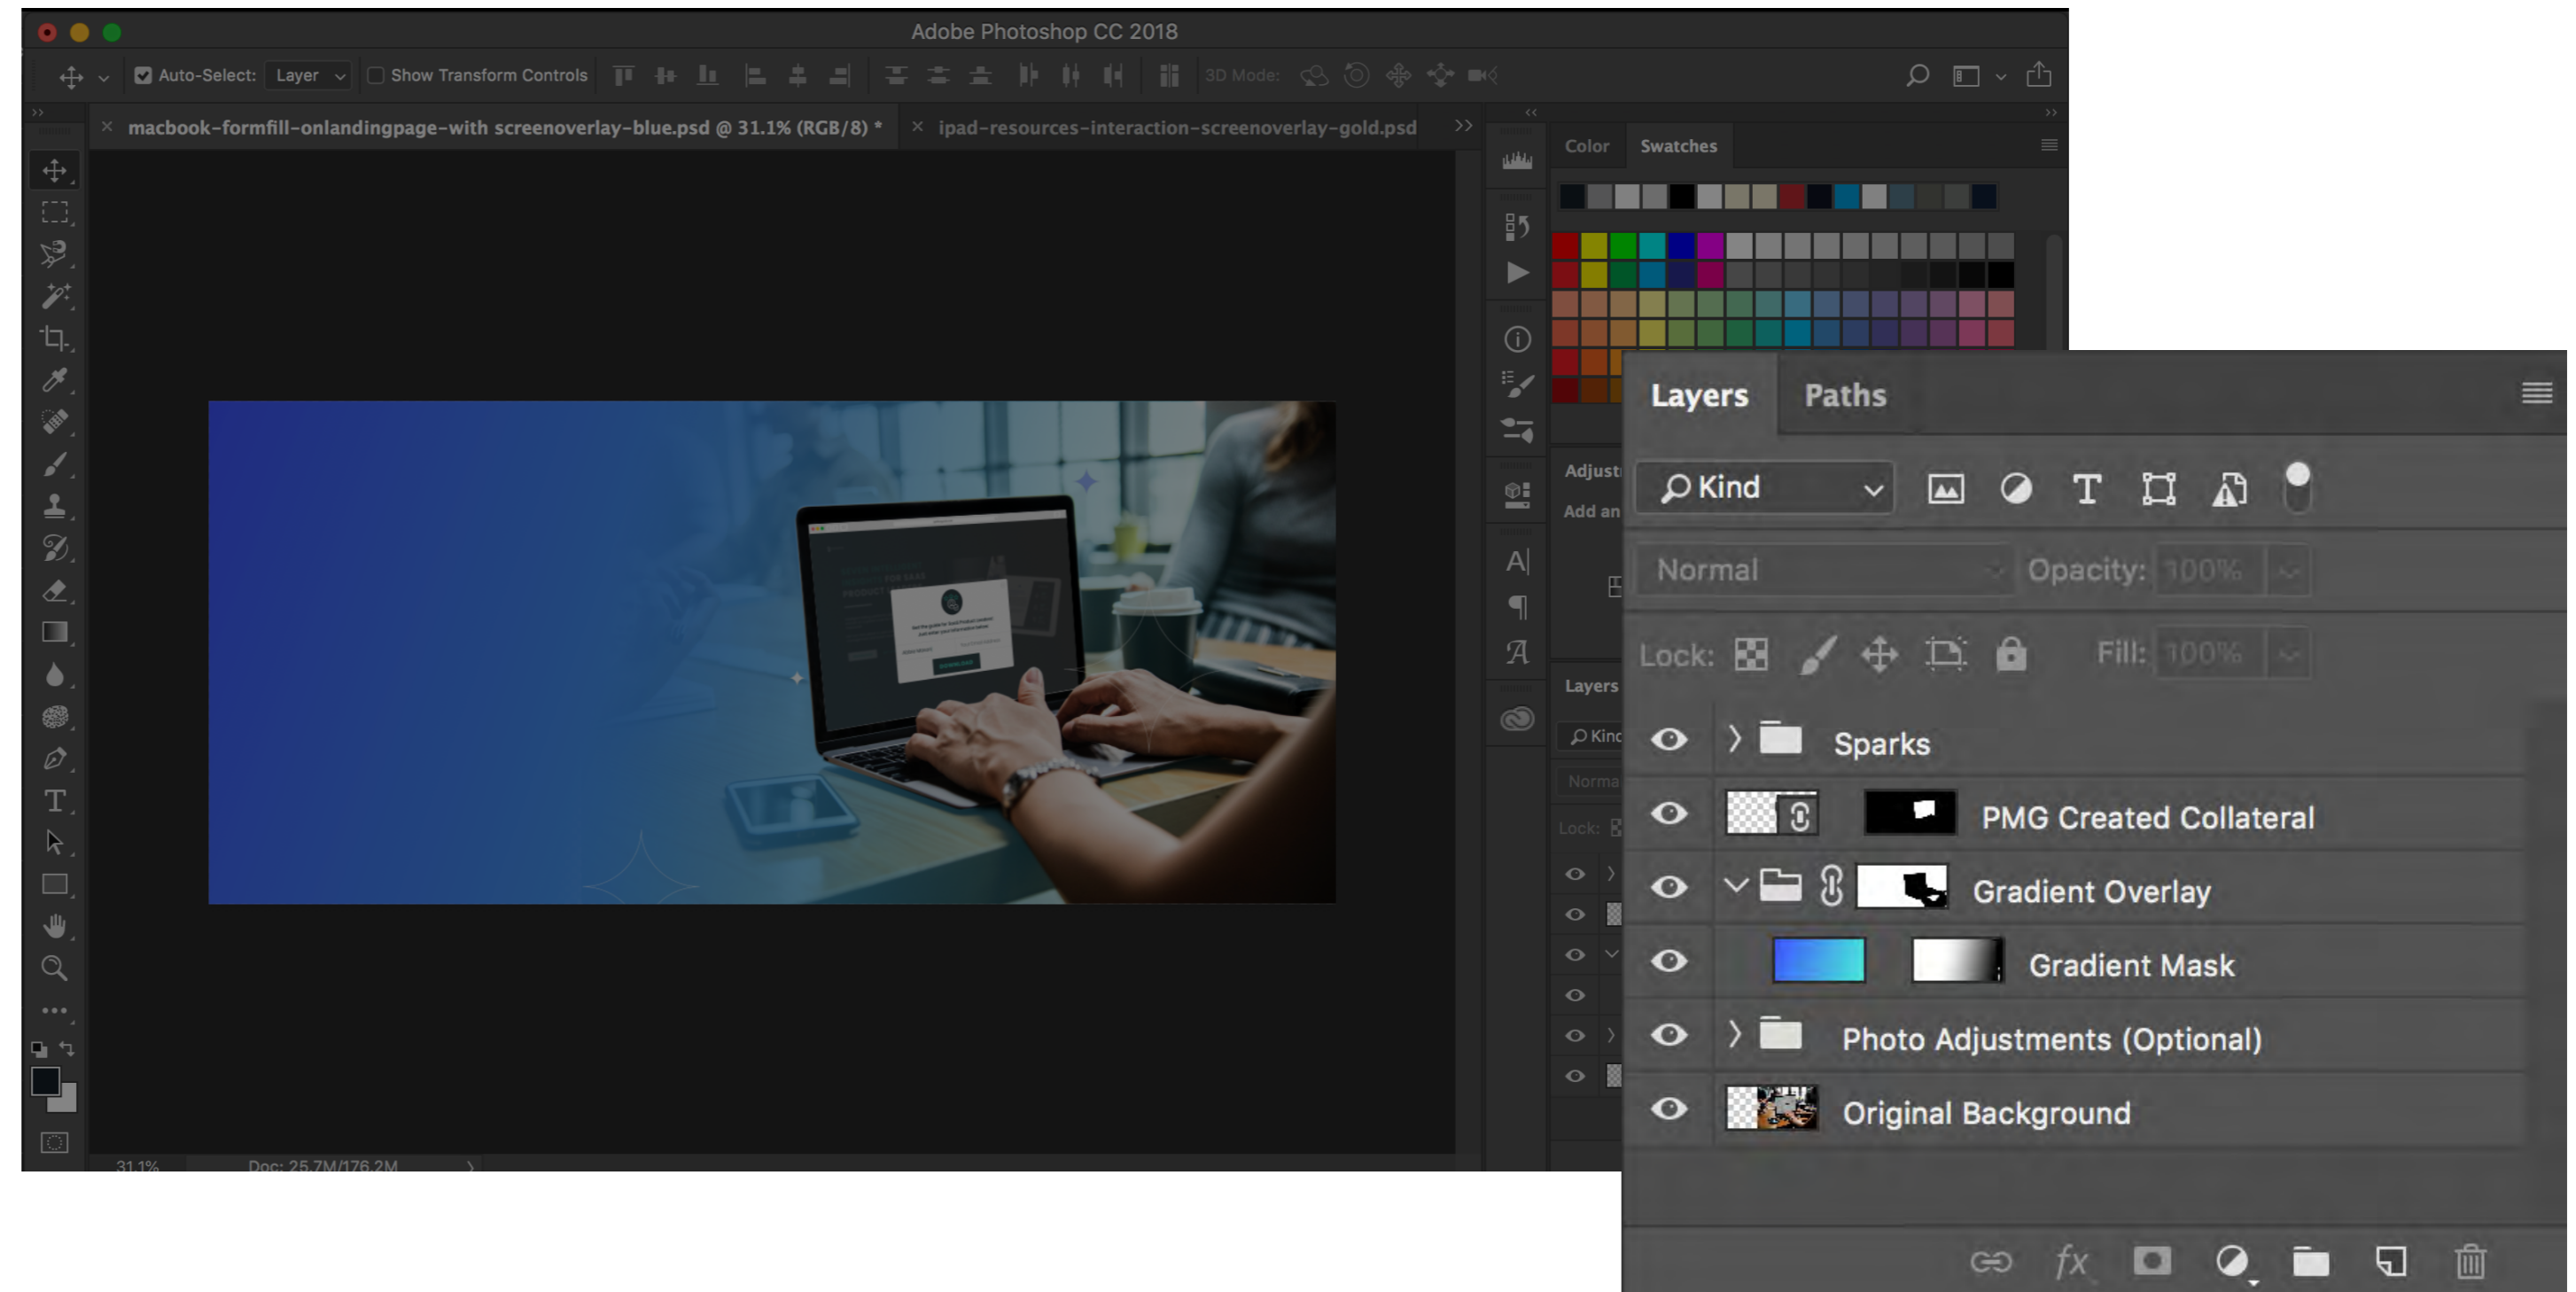 Adobe Photoshop CC 2018
Auto-Select: Layer Show Transform Controls 3D Mode:
macbook-formfill-onlandingpage-with screenoverlay-blue.psd @ 31.1% (RGB/8) * ipad-resources-interaction-screenoverlay-gold.psd
Color Swatches
Adjust
Add an
Layers
Kind
Norma
Lock:
DOWNLOAD
31.1% Doc: 25.7M/176.2M
Layers Paths
Kind
Normal Opacity: 100%
Lock: Fill: 100%
Sparks
PMG Created Collateral
Gradient Overlay
Gradient Mask
Photo Adjustments (Optional)
Original Background
fx